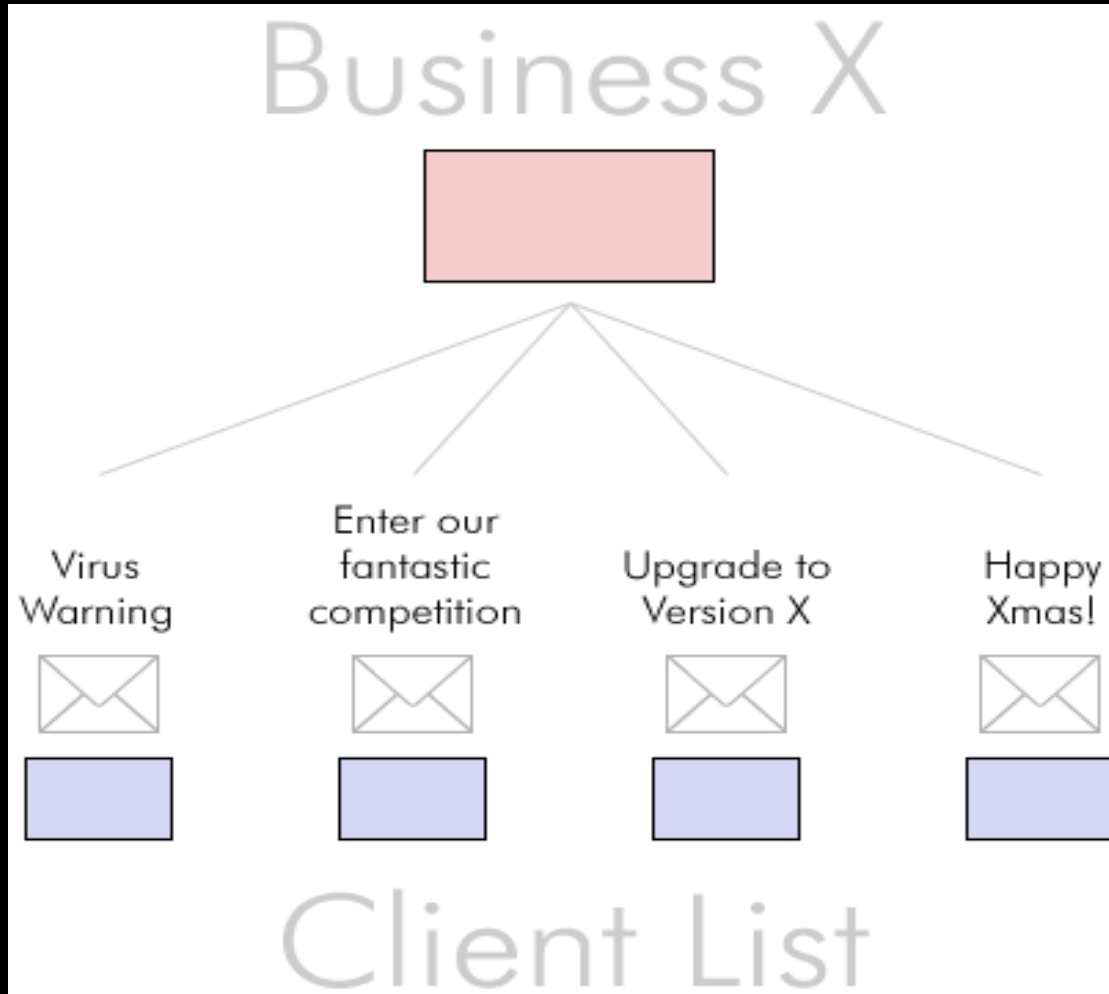 Business X
Virus
Warning
Enter our
fantastic
competition
Upgrade to
Version X
Happy
Xmas!
Client List